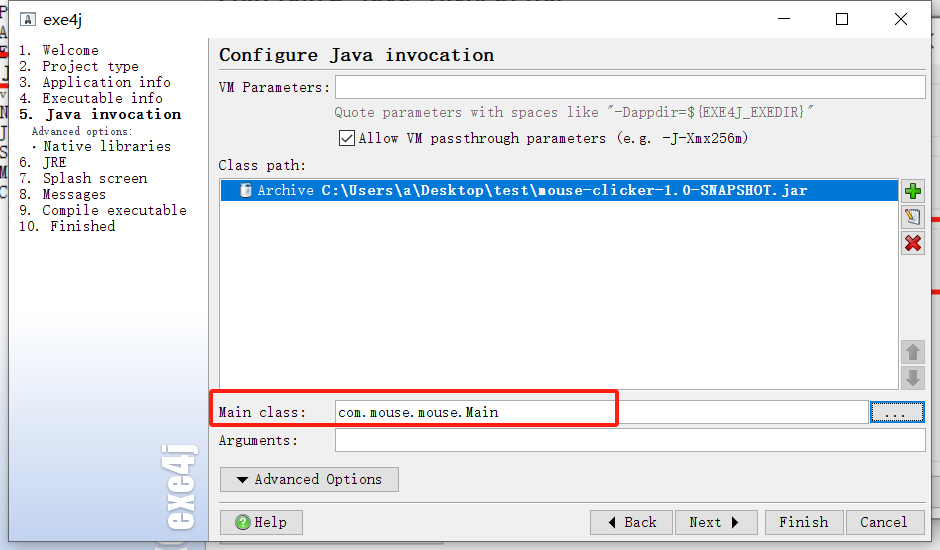 exe4j
1. Welcome
2. Project type
3. Application info
4. Executable info
5. Java invocation
Advanced options:
· Native libraries
6. JRE
7. Splash screen
8. Messages
9. Compile executable
10. Finished
exe4j
Configure Java invocation
VM Parameters:
Quote parameters with spaces like "-Dappdir=${EXE4J_EXEDIR}"
Allow VM passthrough parameters (e.g. -J-Xmx256m)
Class path:
Archive C:\Users\a\Desktop\test\mouse-clicker-1.0-SNAPSHOT.jar
Main class: com.mouse.mouse.Main ...
Arguments:
Advanced Options
Help Back Next Finish Cancel